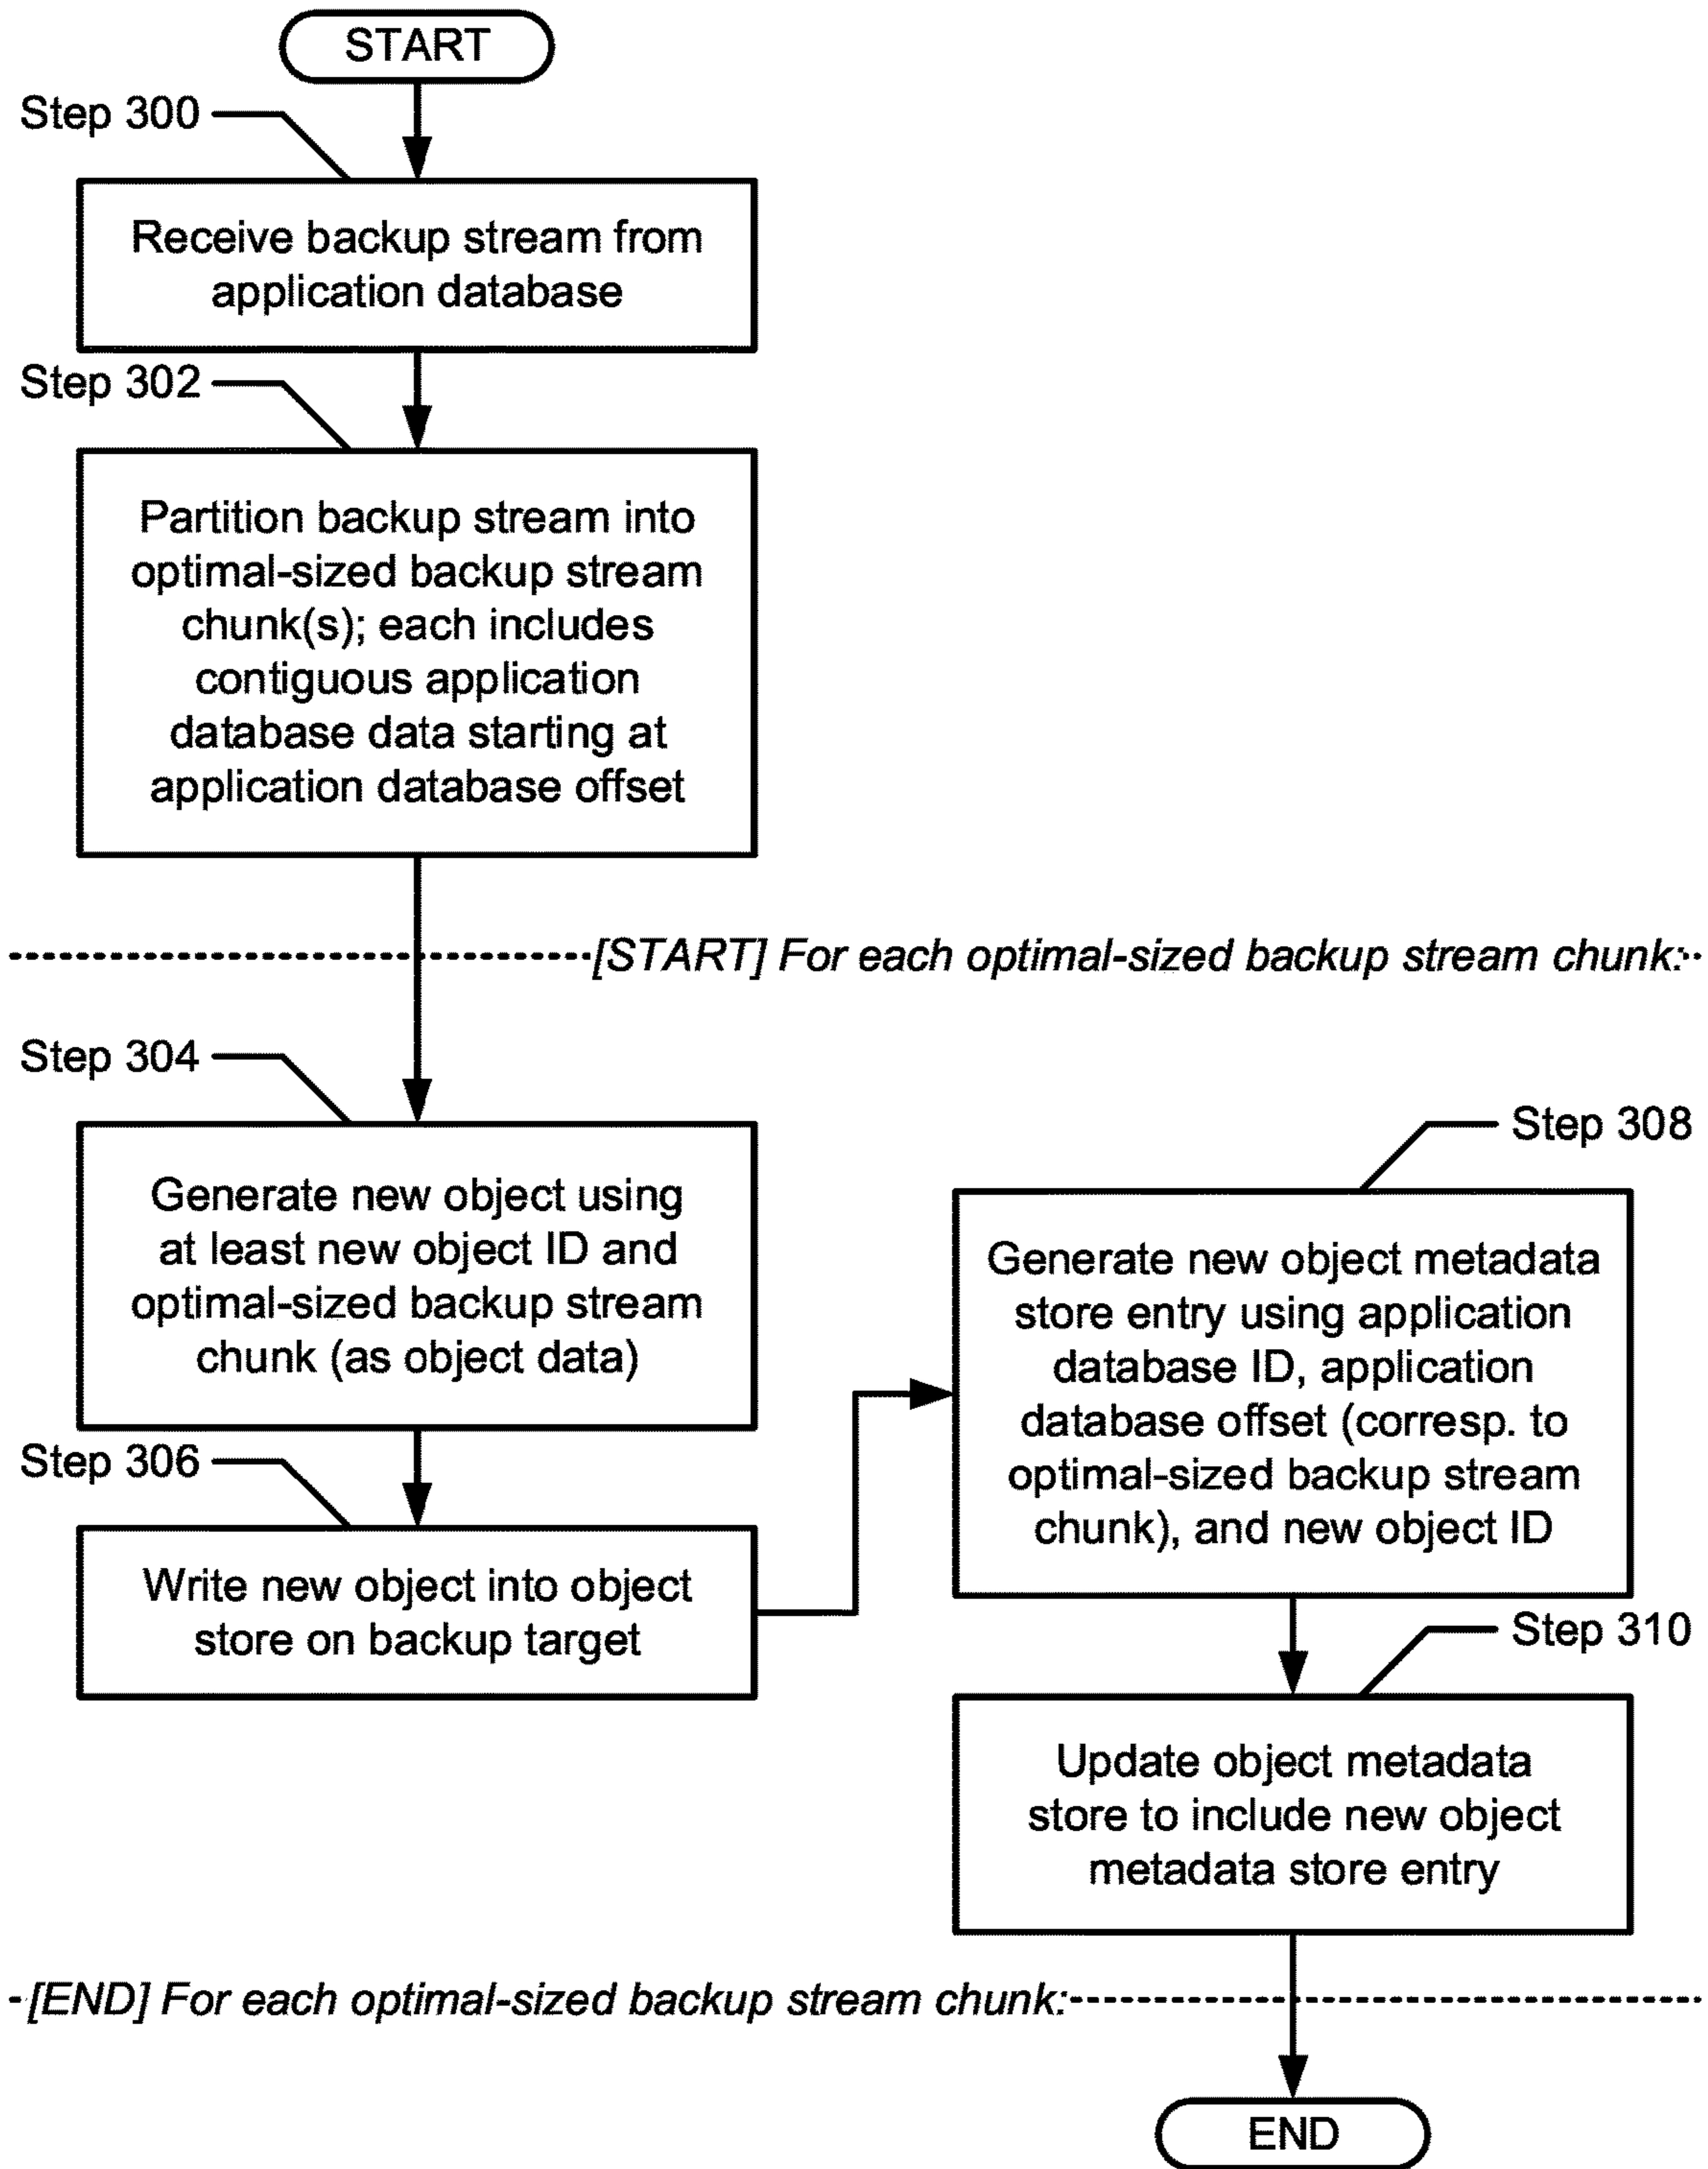 START
Step 300
Receive backup stream from
application database
Step 302
Partition backup stream into
optimal-sized backup stream
chunk(s); each includes
contiguous application
database data starting at
application database offset
[START] For each optimal-sized backup stream chunk:
Step 304
Generate new object using
at least new object ID and
optimal-sized backup stream
chunk (as object data)
Step 306
Write new object into object
store on backup target
Step 308
Generate new object metadata
store entry using application
database ID, application
database offset (corresp. to
optimal-sized backup stream
chunk), and new object ID
Step 310
Update object metadata
store to include new object
metadata store entry
[END] For each optimal-sized backup stream chunk:
END